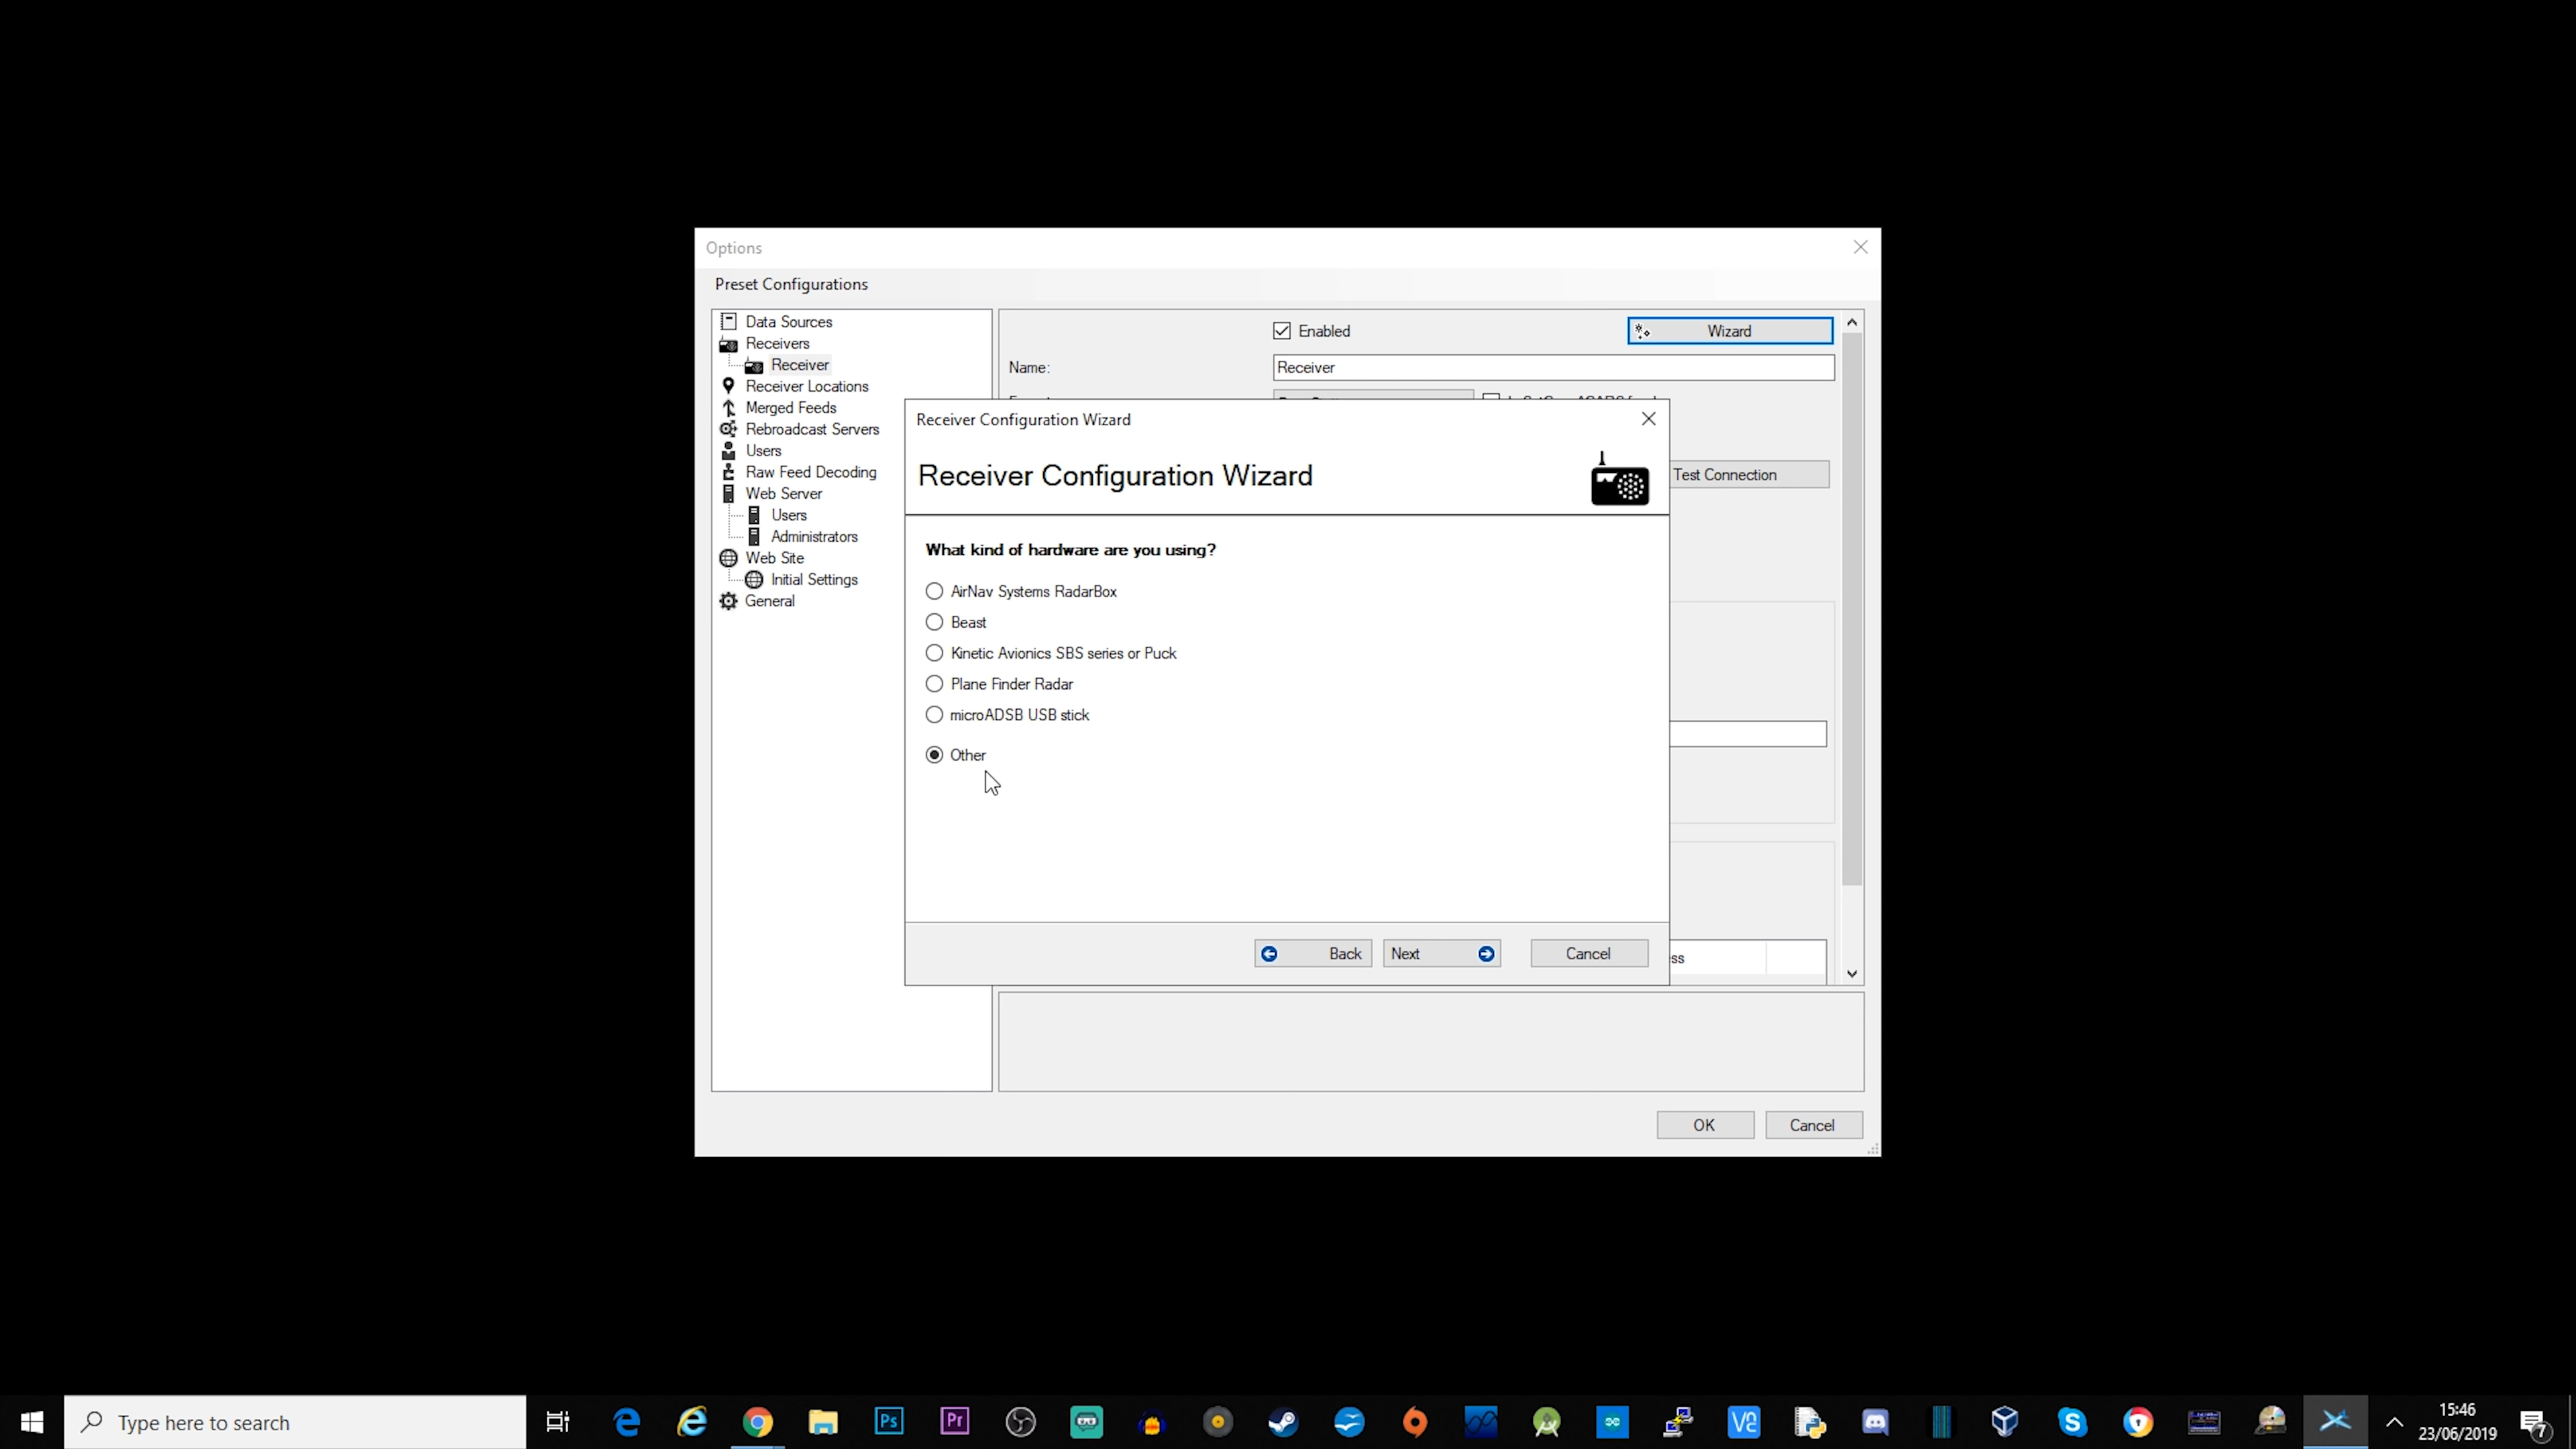 Options
Preset Configurations
Data Sources
Receivers
Receiver
Receiver Locations
Merged Feeds
Rebroadcast Servers
Users
Raw Feed Decoding
Web Server
Users
Administrators
Web Site
Initial Settings
General
Enabled
Wizard
Name:
Receiver
Test Connection
Receiver Configuration Wizard
Receiver Configuration Wizard
What kind of hardware are you using?
AirNav Systems RadarBox
Beast
Kinetic Avionics SBS series or Puck
Plane Finder Radar
microADSB USB stick
Other
Back
Next
Cancel
ss
OK
Cancel
Type here to search
Ps
Pr
15:46
23/06/2019
7